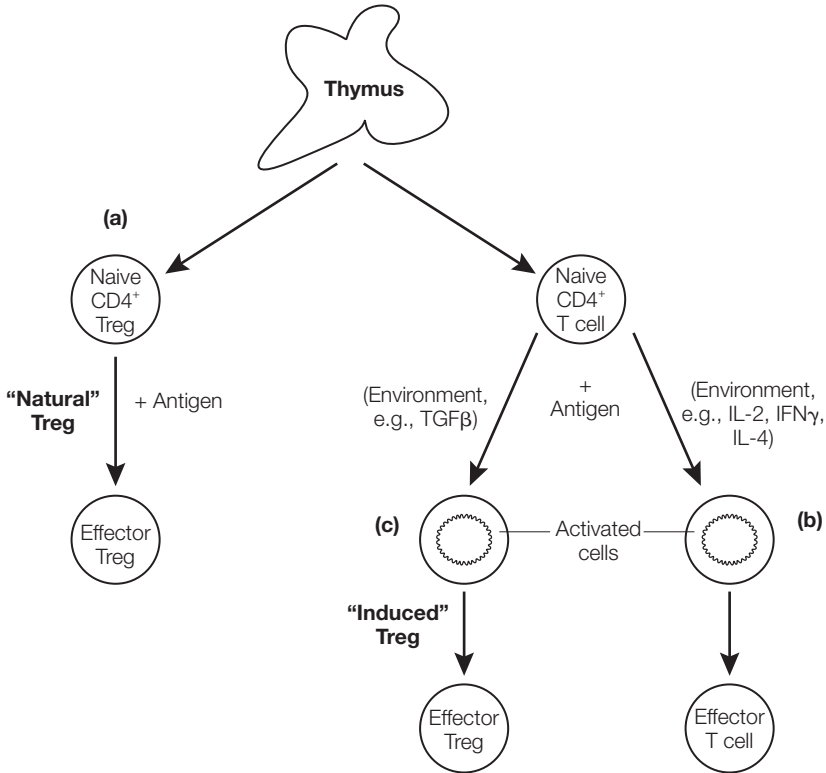 Thymus
(a)
Naive
CD4+
Treg
Naive
CD4+
T cell
“Natural”
Treg
+ Antigen
(Environment,
e.g., TGFβ)
+
Antigen
(Environment,
e.g., IL-2, IFNγ,
IL-4)
Effector
Treg
(c)
Activated
cells
(b)
“Induced”
Treg
Effector
Treg
Effector
T cell